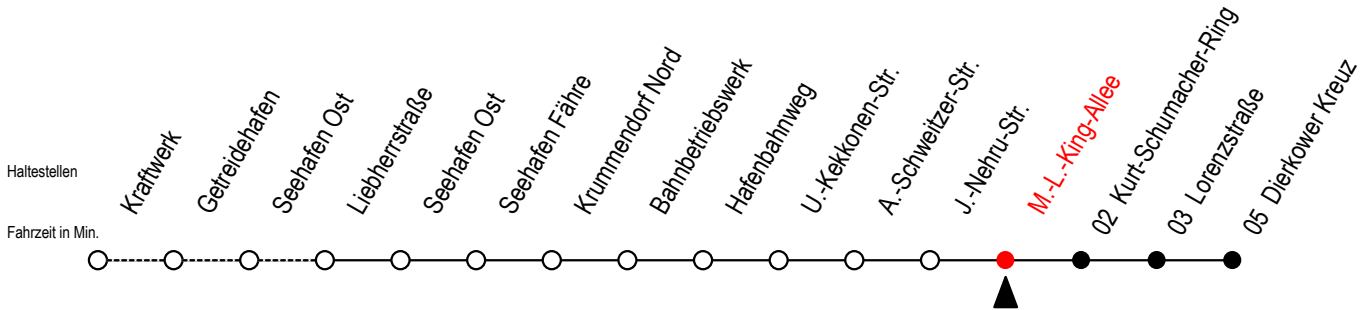 Haltestellen
Fahrzeit in Min.
Kraftwerk
Getreidehafen
Seehafen Ost
Liebherrstraße
Seehafen Ost
Seehafen Fähre
Krummendorf Nord
Bahnbetriebswerk
Hafenbahnweg
U.-Kekkonen-Str.
A.-Schweitzer-Str.
J.-Nehru-Str.
M.-L.-King-Allee
02 Kurt-Schumacher-Ring
03 Lorenzstraße
05 Dierkower Kreuz